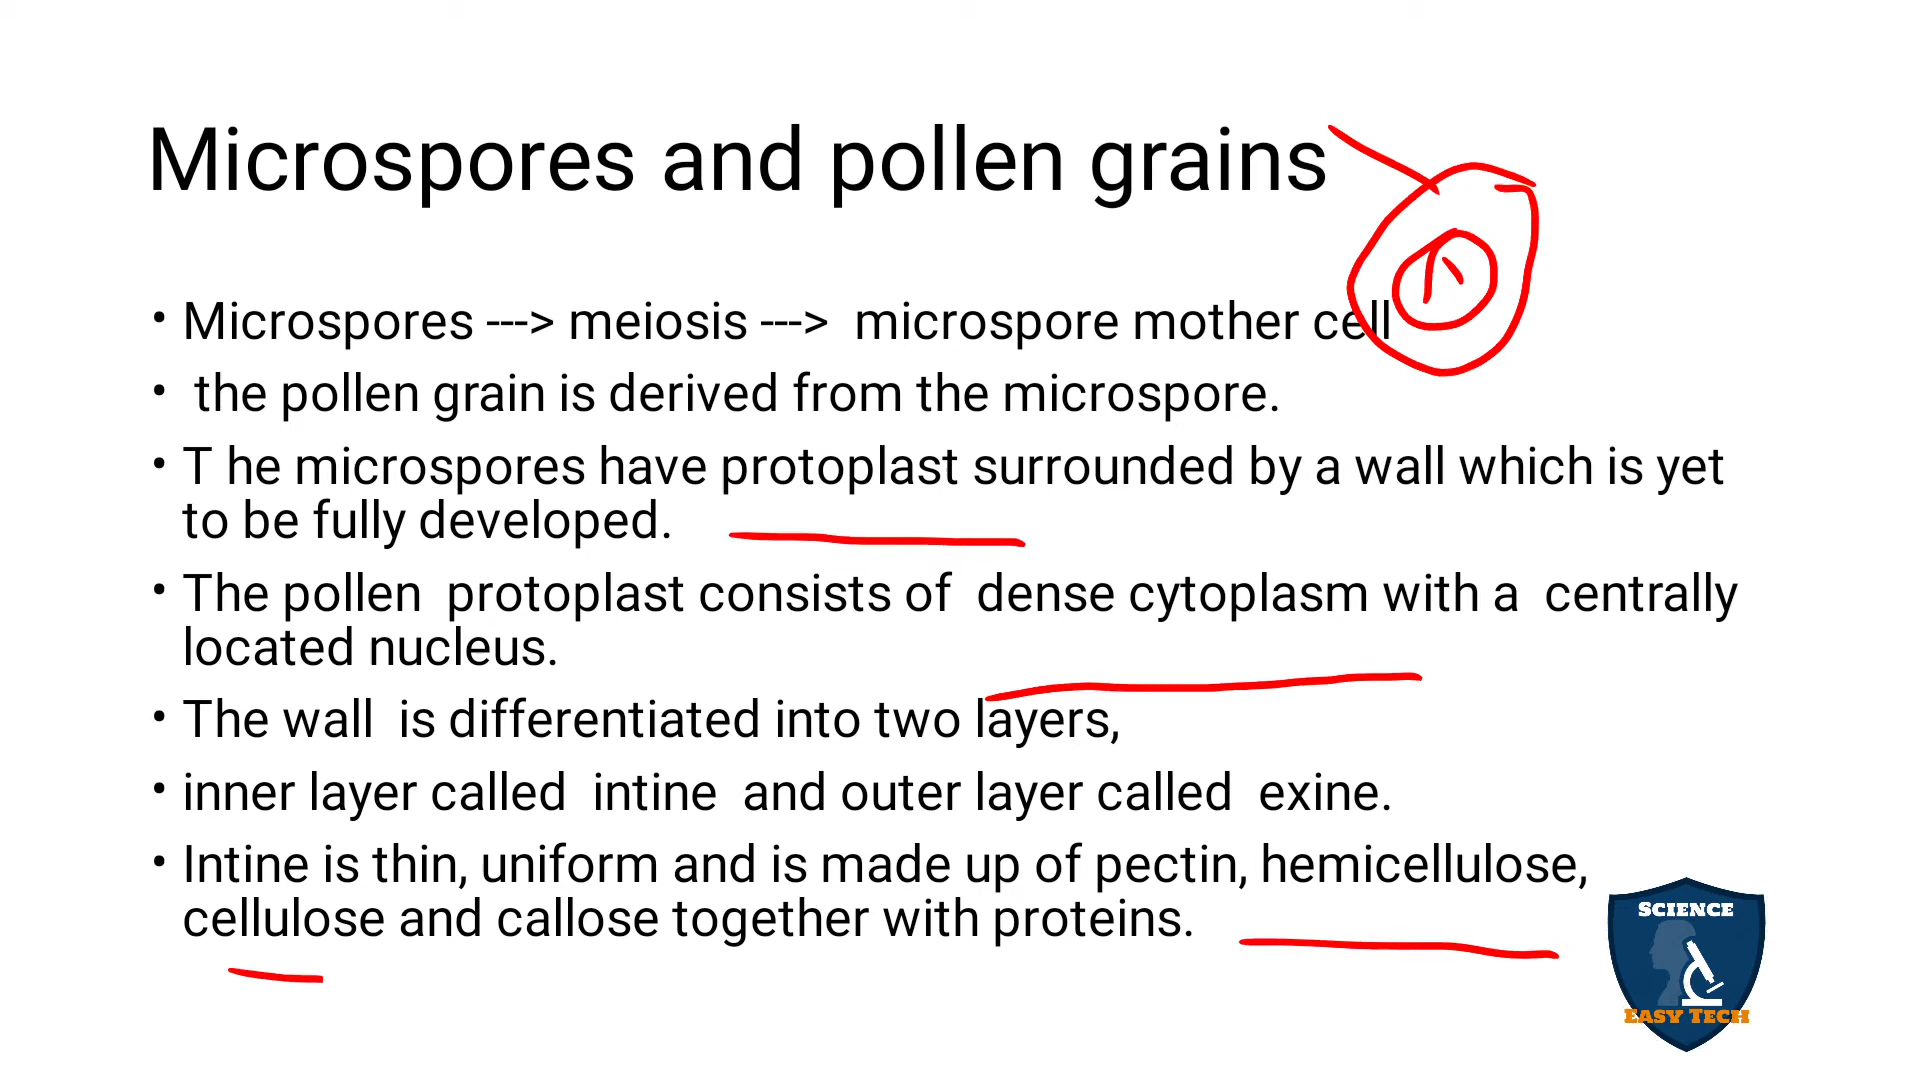 Microspores and pollen grains
• Microspores ---> meiosis ---> microspore mother cell
• the pollen grain is derived from the microspore.
• T he microspores have protoplast surrounded by a wall which is yet
to be fully developed.
• The pollen protoplast consists of dense cytoplasm with a centrally
located nucleus.
• The wall is differentiated into two layers,
• inner layer called intine and outer layer called exine.
• Intine is thin, uniform and is made up of pectin, hemicellulose,
cellulose and callose together with proteins.
SCIENCE
EASY TECH